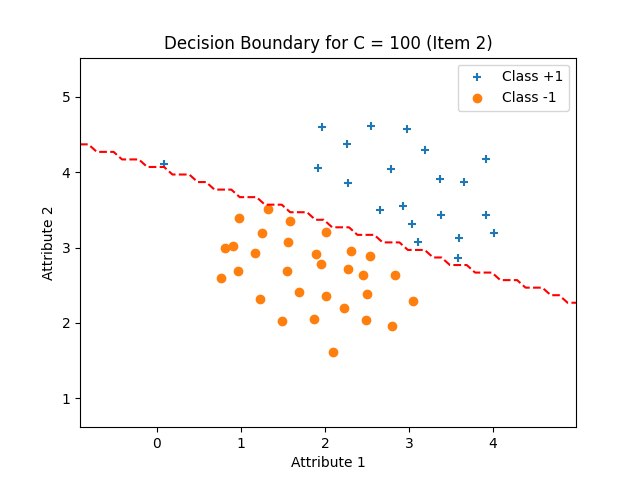 Decision Boundary for C = 100 (Item 2)
Class +1
Class -1
5
4
3
2
1
Attribute 2
0 1 2 3 4
Attribute 1